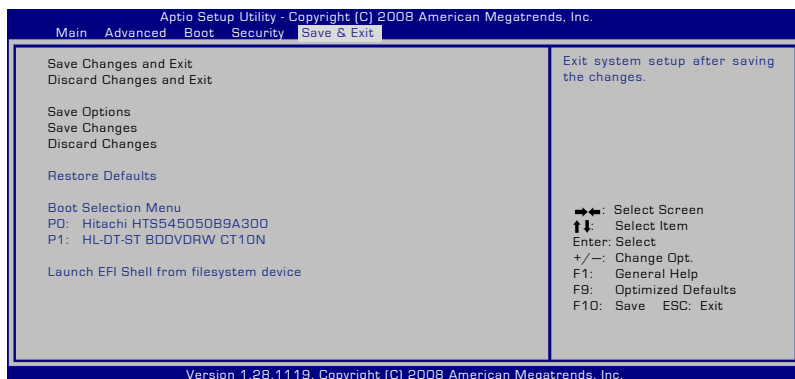 Aptio Setup Utility - Copyright (C) 2008 American Megatrends, Inc.
Main Advanced Boot Security Save & Exit
Save Changes and Exit
Discard Changes and Exit
Save Options
Save Changes
Discard Changes
Restore Defaults
Boot Selection Menu
P0: Hitachi HTS545050B9A300
P1: HL-DT-ST BDDVDRW CT10N
Launch EFI Shell from filesystem device
Exit system setup after saving
the changes.
→←: Select Screen
↑↓: Select Item
Enter: Select
+/—: Change Opt.
F1: General Help
F9: Optimized Defaults
F10: Save ESC: Exit
Version 1.28.1119. Copyright (C) 2008 American Megatrends, Inc.